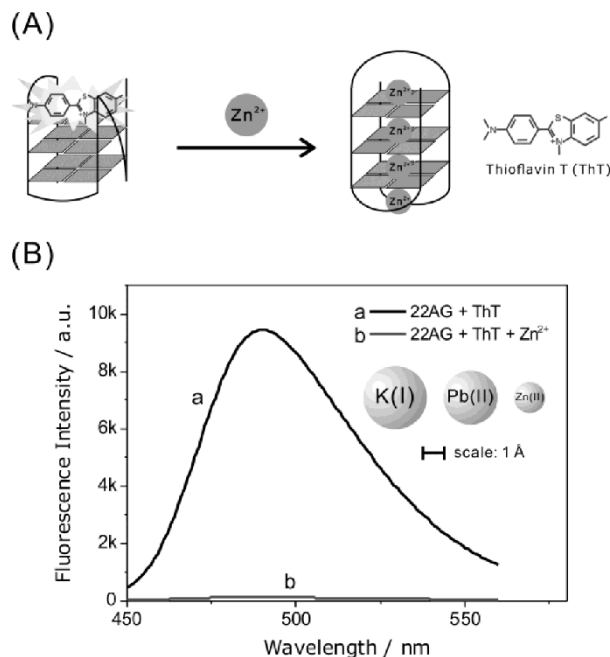 (A)
Zn2+
Zn2+
Zn2+
Zn2+
Zn2+
N
S
N
+
N
S
N
+
Thioflavin T (ThT)
(B)
10k
8k
6k
4k
2k
0
450
500
550
Fluorescence Intensity / a.u.
Wavelength / nm
a 22AG + ThT
b 22AG + ThT + Zn2+
a
b
K(I) Pb(II) Zn(II)
scale: 1 Å